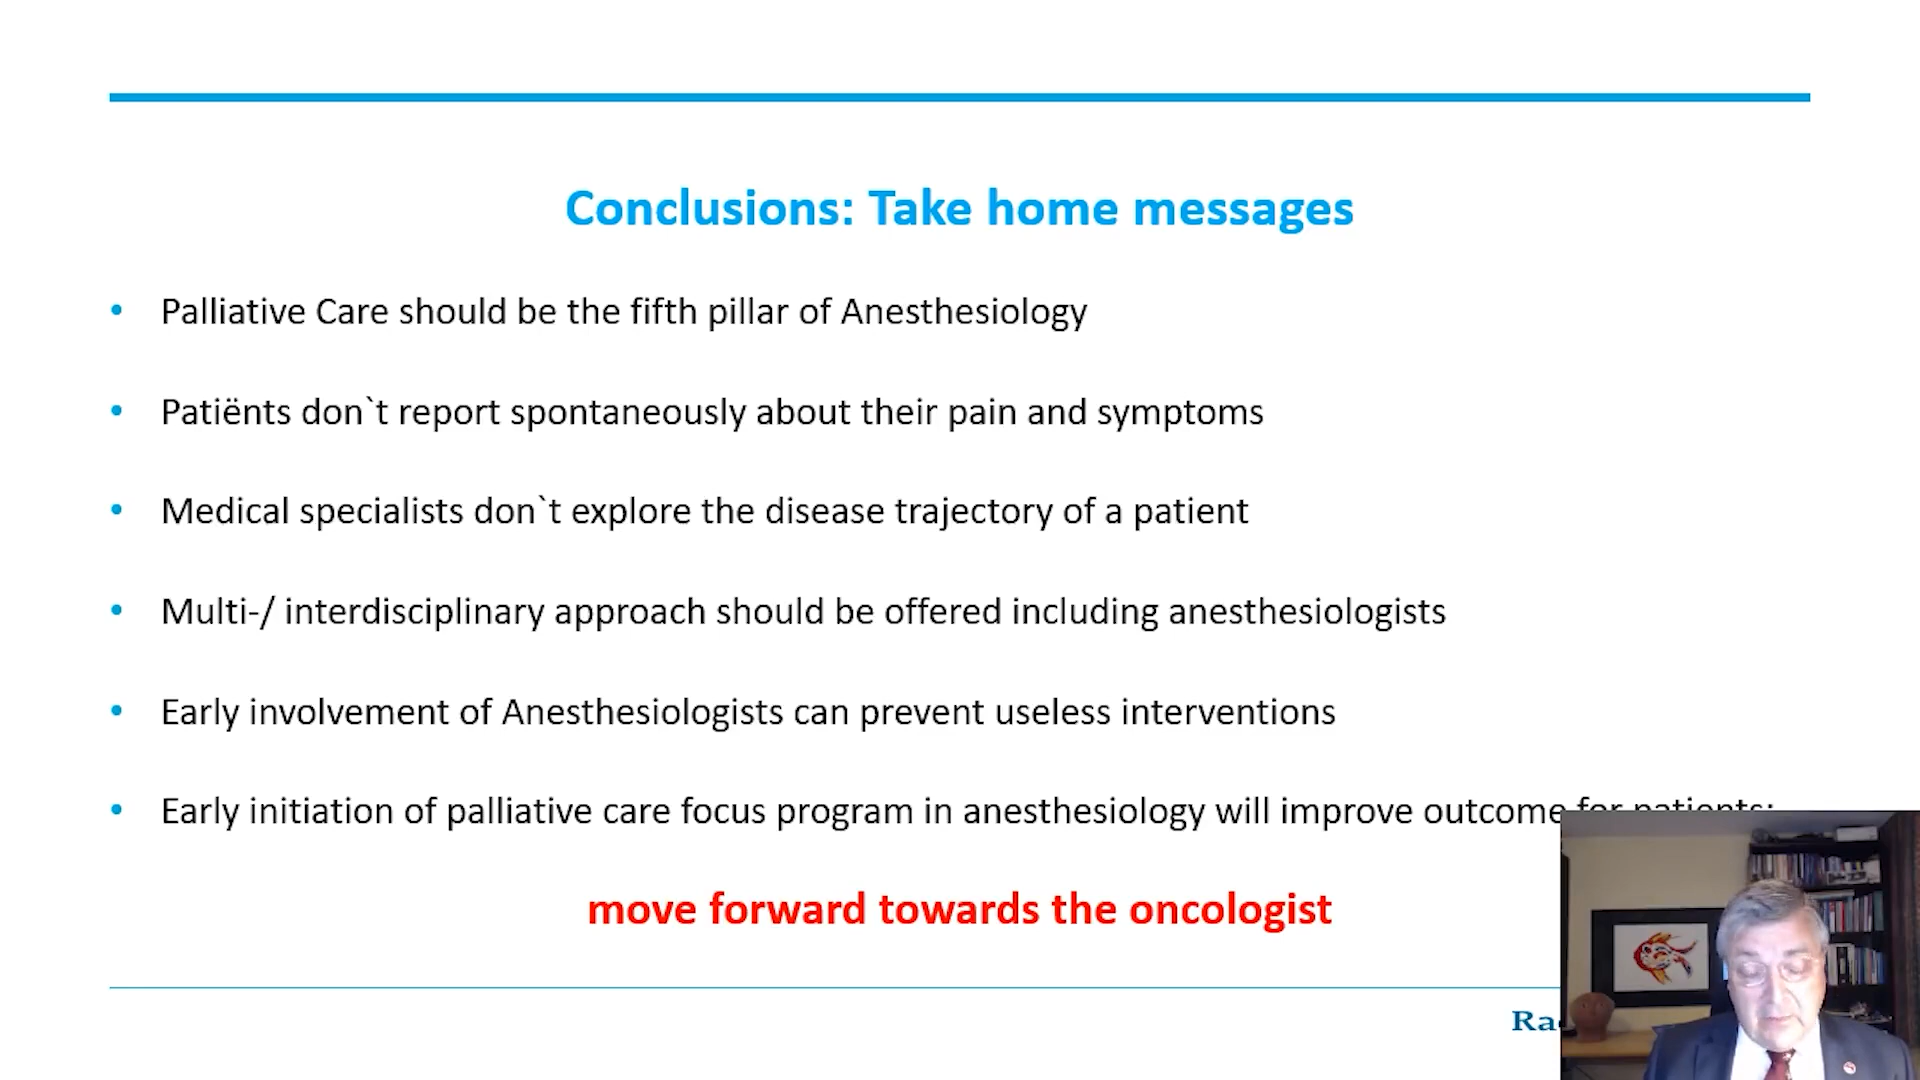 Conclusions: Take home messages
• Palliative Care should be the fifth pillar of Anesthesiology
• Patiënts don`t report spontaneously about their pain and symptoms
• Medical specialists don`t explore the disease trajectory of a patient
• Multi-/ interdisciplinary approach should be offered including anesthesiologists
• Early involvement of Anesthesiologists can prevent useless interventions
• Early initiation of palliative care focus program in anesthesiology will improve outcome for patients:
move forward towards the oncologist